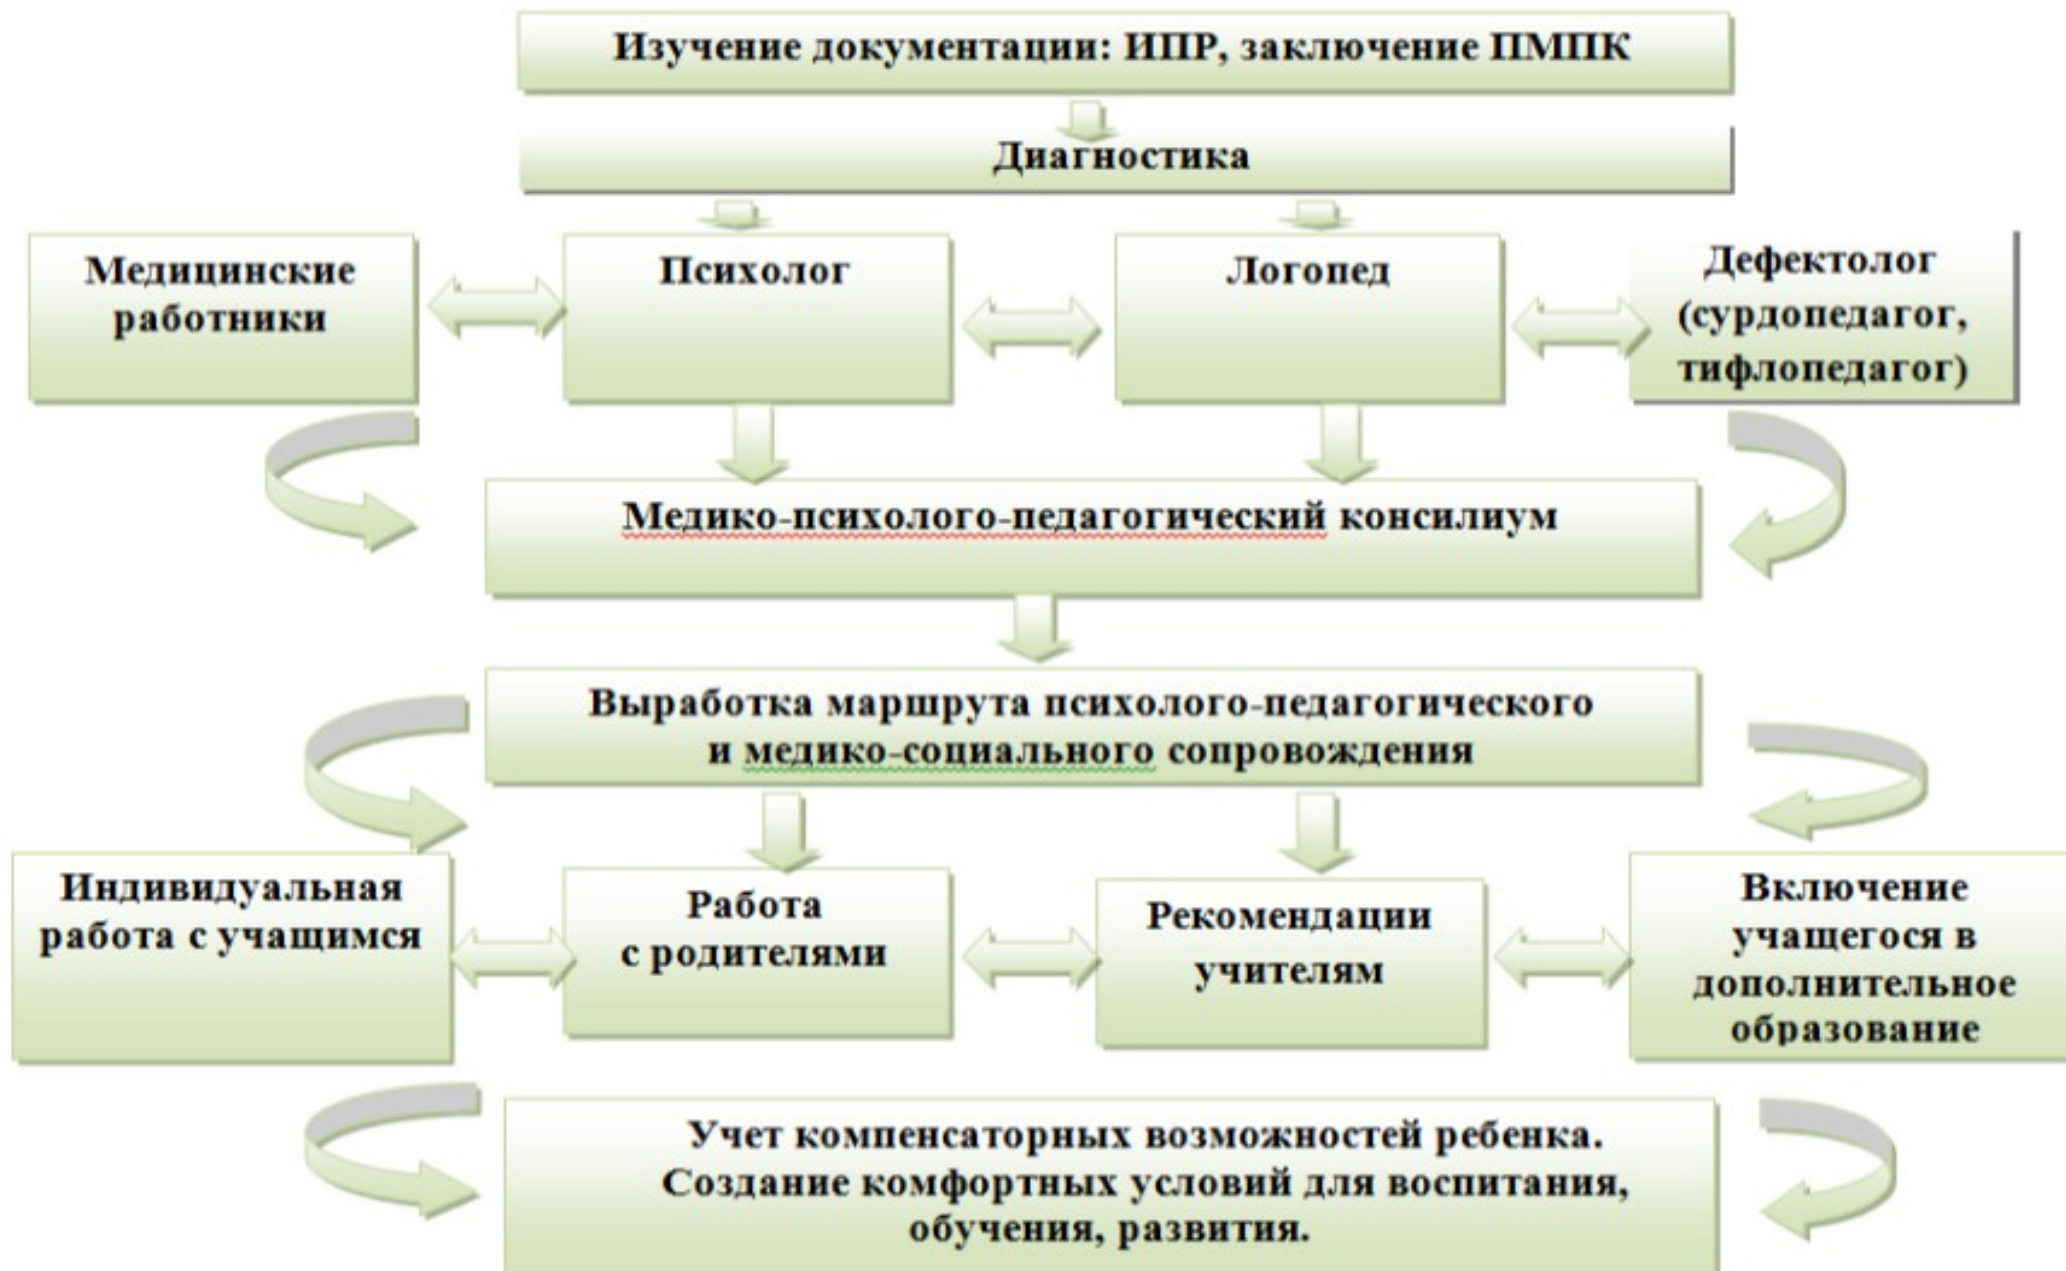 Изучение документации: ИПР, заключение ПМПК
Диагностика
Медицинские
работники
Психолог
Логопед
Дефектолог
(сурдопедагог,
тифлопедагог)
Медико-психолого-педагогический консилиум
Выработка маршрута психолого-педагогического
и медико-социального сопровождения
Индивидуальная
работа с учащимся
Работа
с родителями
Рекомендации
учителям
Включение
учащегося в
дополнительное
образование
Учет компенсаторных возможностей ребенка.
Создание комфортных условий для воспитания,
обучения, развития.